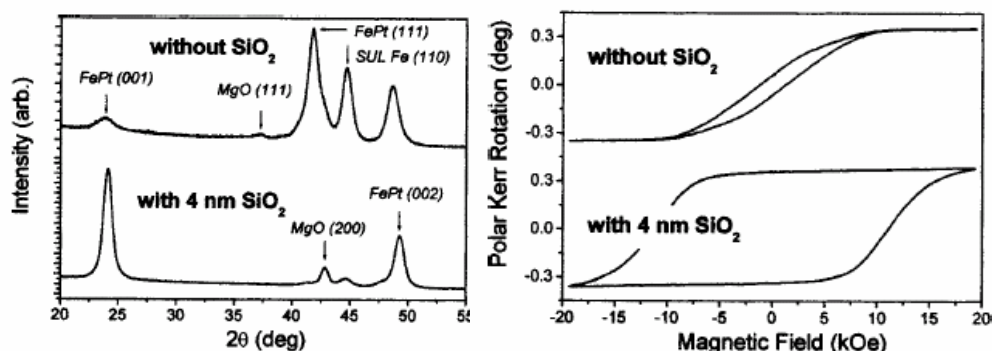 without SiO2
FePt (111)
SUL Fe (110)
FePt (001)
MgO (111)
with 4 nm SiO2
FePt (002)
MgO (200)
Intensity (arb.)
20 25 30 35 40 45 50 55
2θ (deg)
without SiO2
with 4 nm SiO2
Polar Kerr Rotation (deg)
0.3
0.0
-0.3
0.3
0.0
-0.3
-20 -15 -10 -5 0 5 10 15 20
Magnetic Field (kOe)